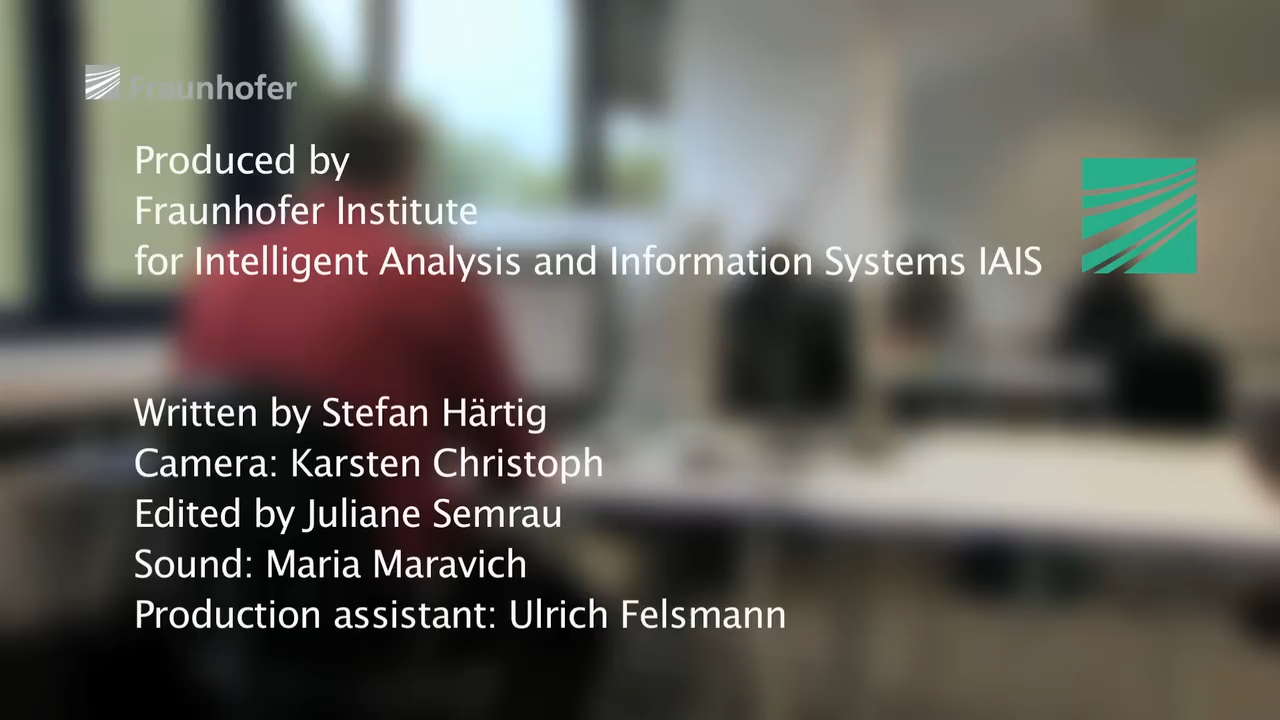 Fraunhofer
Produced by
Fraunhofer Institute
for Intelligent Analysis and Information Systems IAIS
Written by Stefan Härtig
Camera: Karsten Christoph
Edited by Juliane Semrau
Sound: Maria Maravich
Production assistant: Ulrich Felsmann